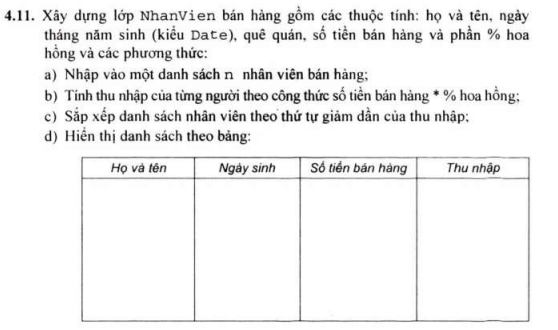 4.11. Xây dựng lớp NhanVien bán hàng gồm các thuộc tính: họ và tên, ngày
tháng năm sinh (kiểu Date), quê quán, số tiền bán hàng và phần % hoa
hồng và các phương thức:
a) Nhập vào một danh sách n nhân viên bán hàng;
b) Tính thu nhập của từng người theo công thức số tiền bán hàng * % hoa hồng;
c) Sắp xếp danh sách nhân viên theo thứ tự giảm dần của thu nhập;
d) Hiển thị danh sách theo bảng:
Họ và tên Ngày sinh Số tiền bán hàng Thu nhập